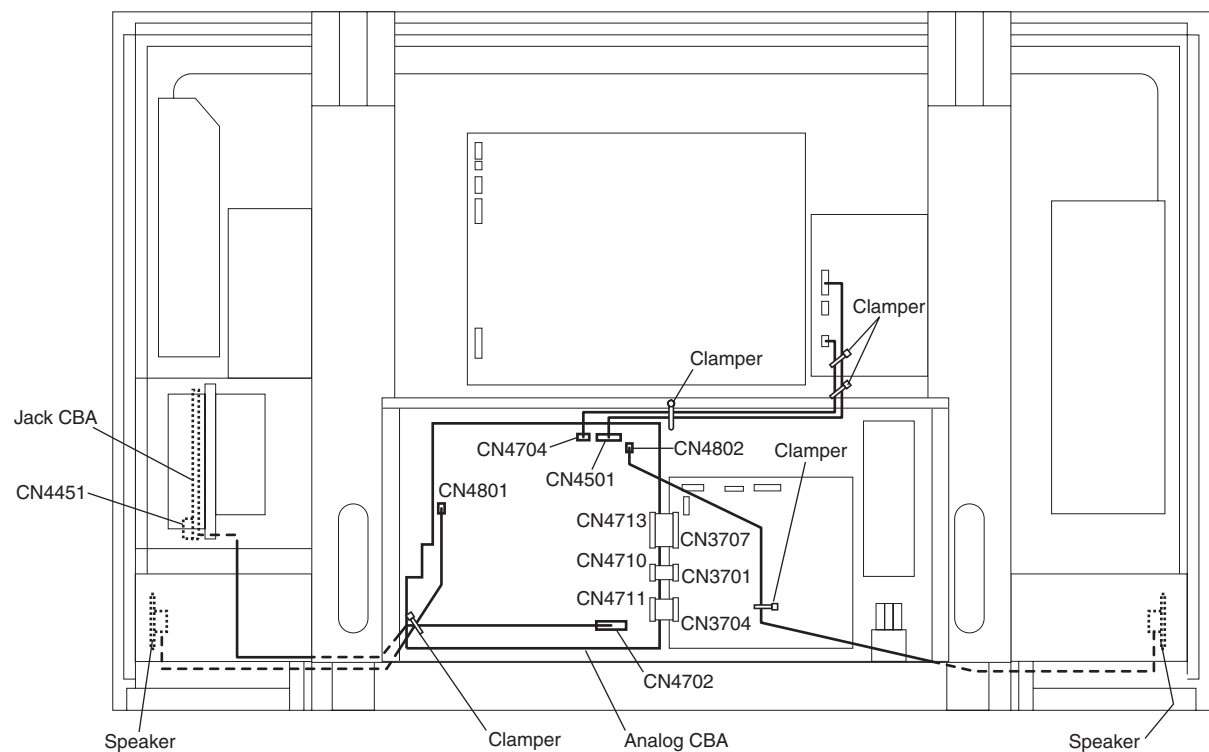 Clamper
Clamper
Jack CBA
CN4704
CN4802
Clamper
CN4501
CN4451
CN4801
CN4713
CN3707
CN4710
CN3701
CN4711
CN3704
CN4702
Speaker
Clamper
Analog CBA
Speaker